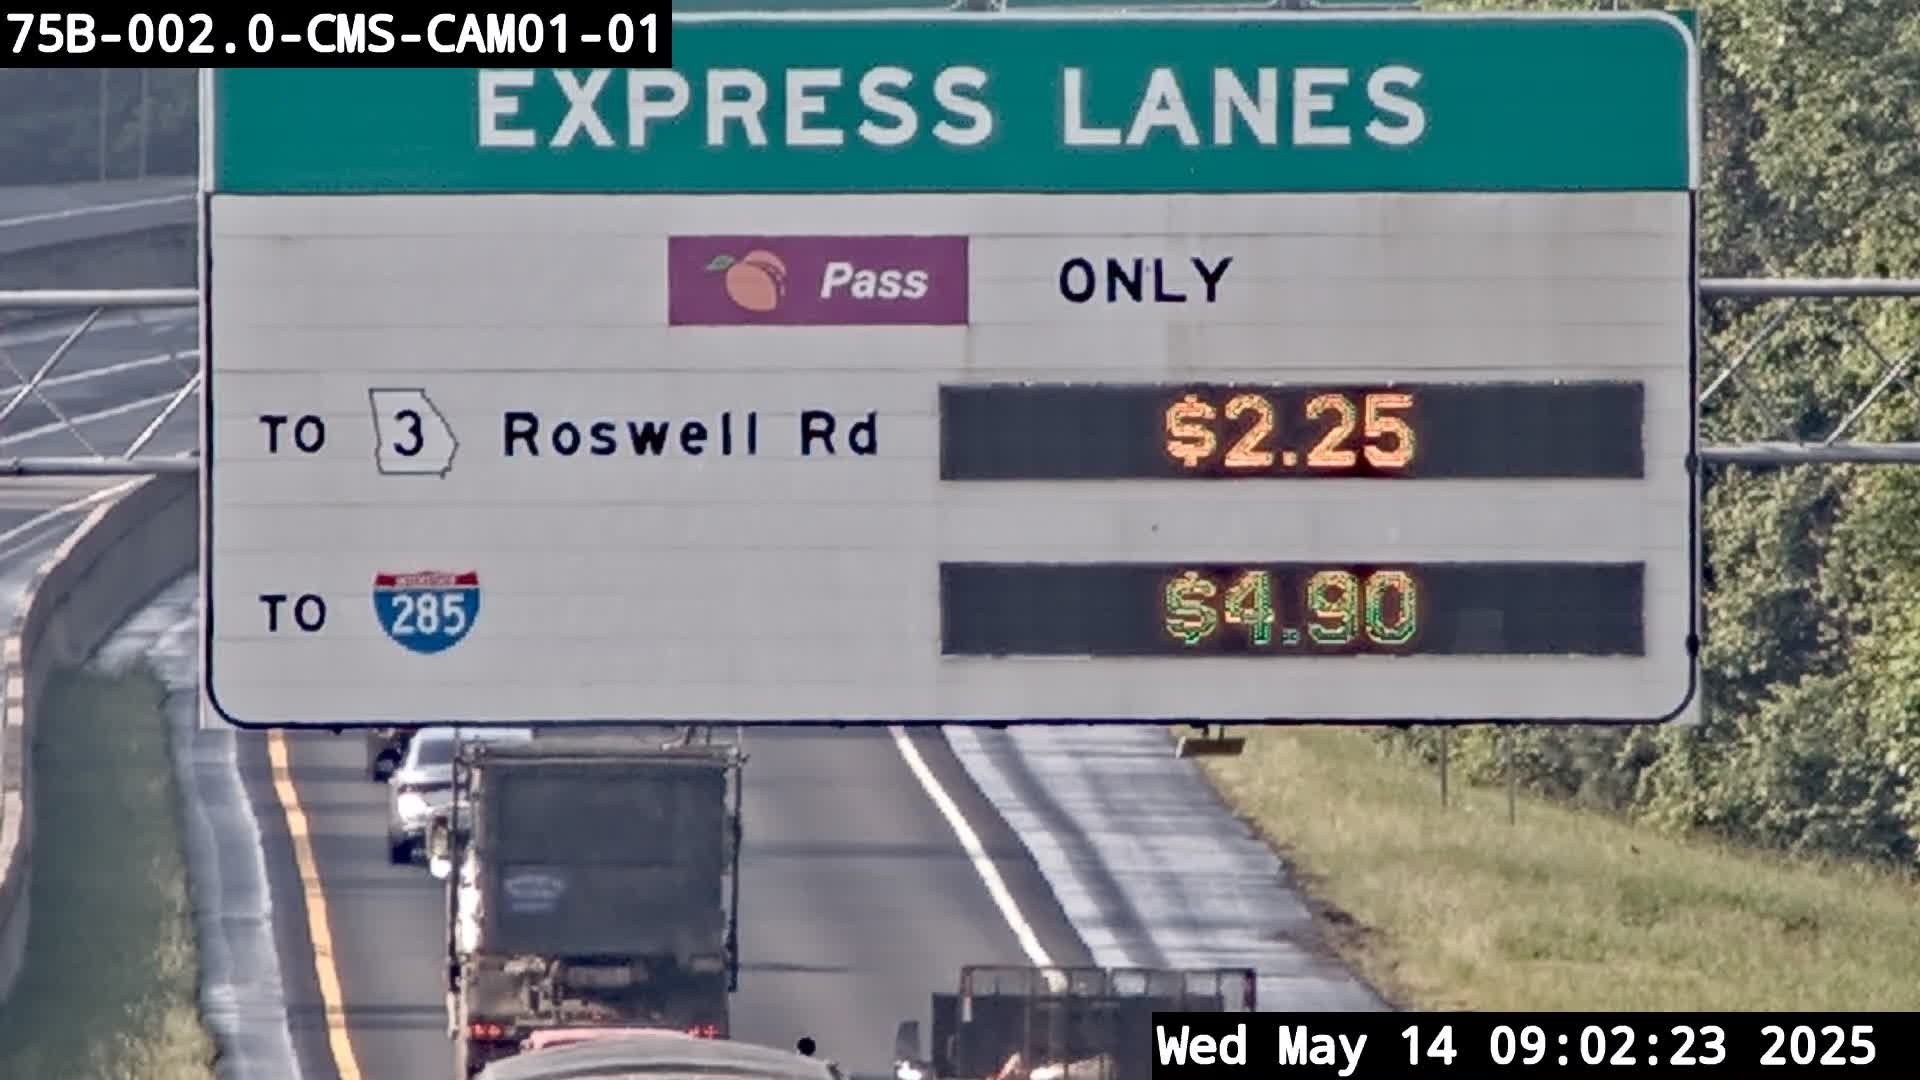 75B-002.0-CMS-CAM01-01
EXPRESS LANES
Pass ONLY
TO 3 Roswell Rd $2.25
TO INTERSTATE 285 $4.90
Wed May 14 09:02:23 2025